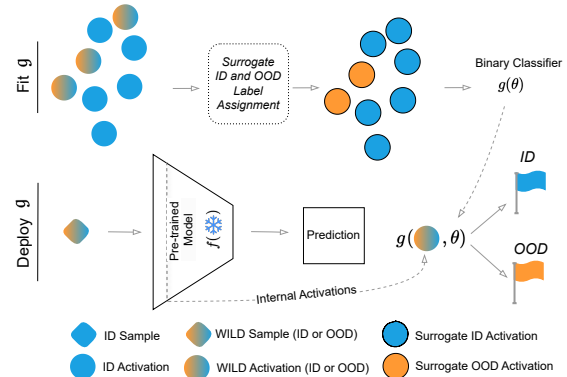 Fit g
Surrogate
ID and OOD
Label
Assignment
Binary Classifier
g(θ)
Deploy g
Pre-trained
Model
f(❄)
Prediction
g( , θ)
ID
OOD
Internal Activations
ID Sample
WILD Sample (ID or OOD)
Surrogate ID Activation
ID Activation
WILD Activation (ID or OOD)
Surrogate OOD Activation